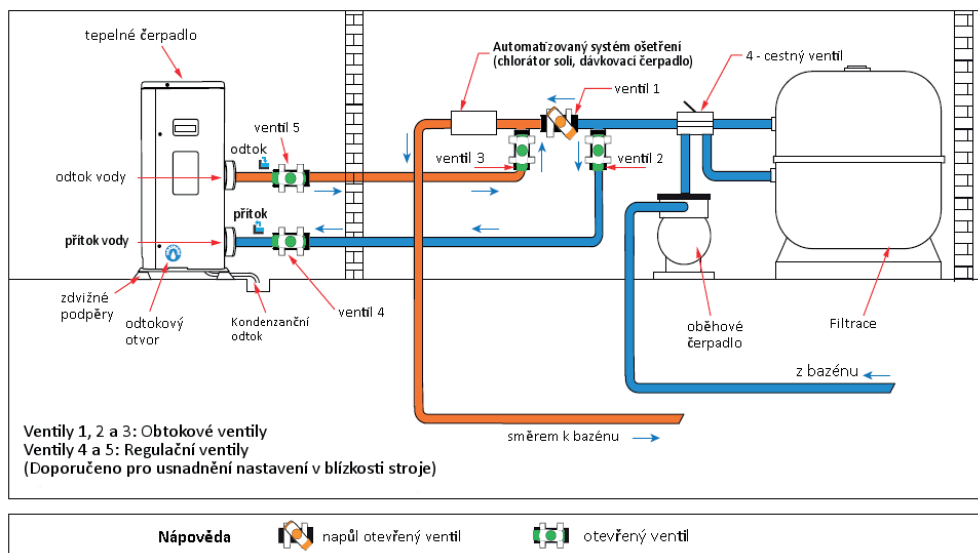 tepelné čerpadlo
Automatizovaný systém ošetření
(chlorátor soli, dávkovací čerpadlo)
4 - cestný ventil
ventil 1
ventil 5
odtok
ventil 3
ventil 2
odtok vody
přítok
přítok vody
zdvižné
podpěry
odtokový
otvor
Kondenzanční
odtok
ventil 4
oběhové
čerpadlo
Filtrace
z bazénu
směrem k bazénu
Ventily 1, 2 a 3: Obtokové ventily
Ventily 4 a 5: Regulační ventily
(Doporučeno pro usnadnění nastavení v blízkosti stroje)
Nápověda
napůl otevřený ventil
otevřený ventil